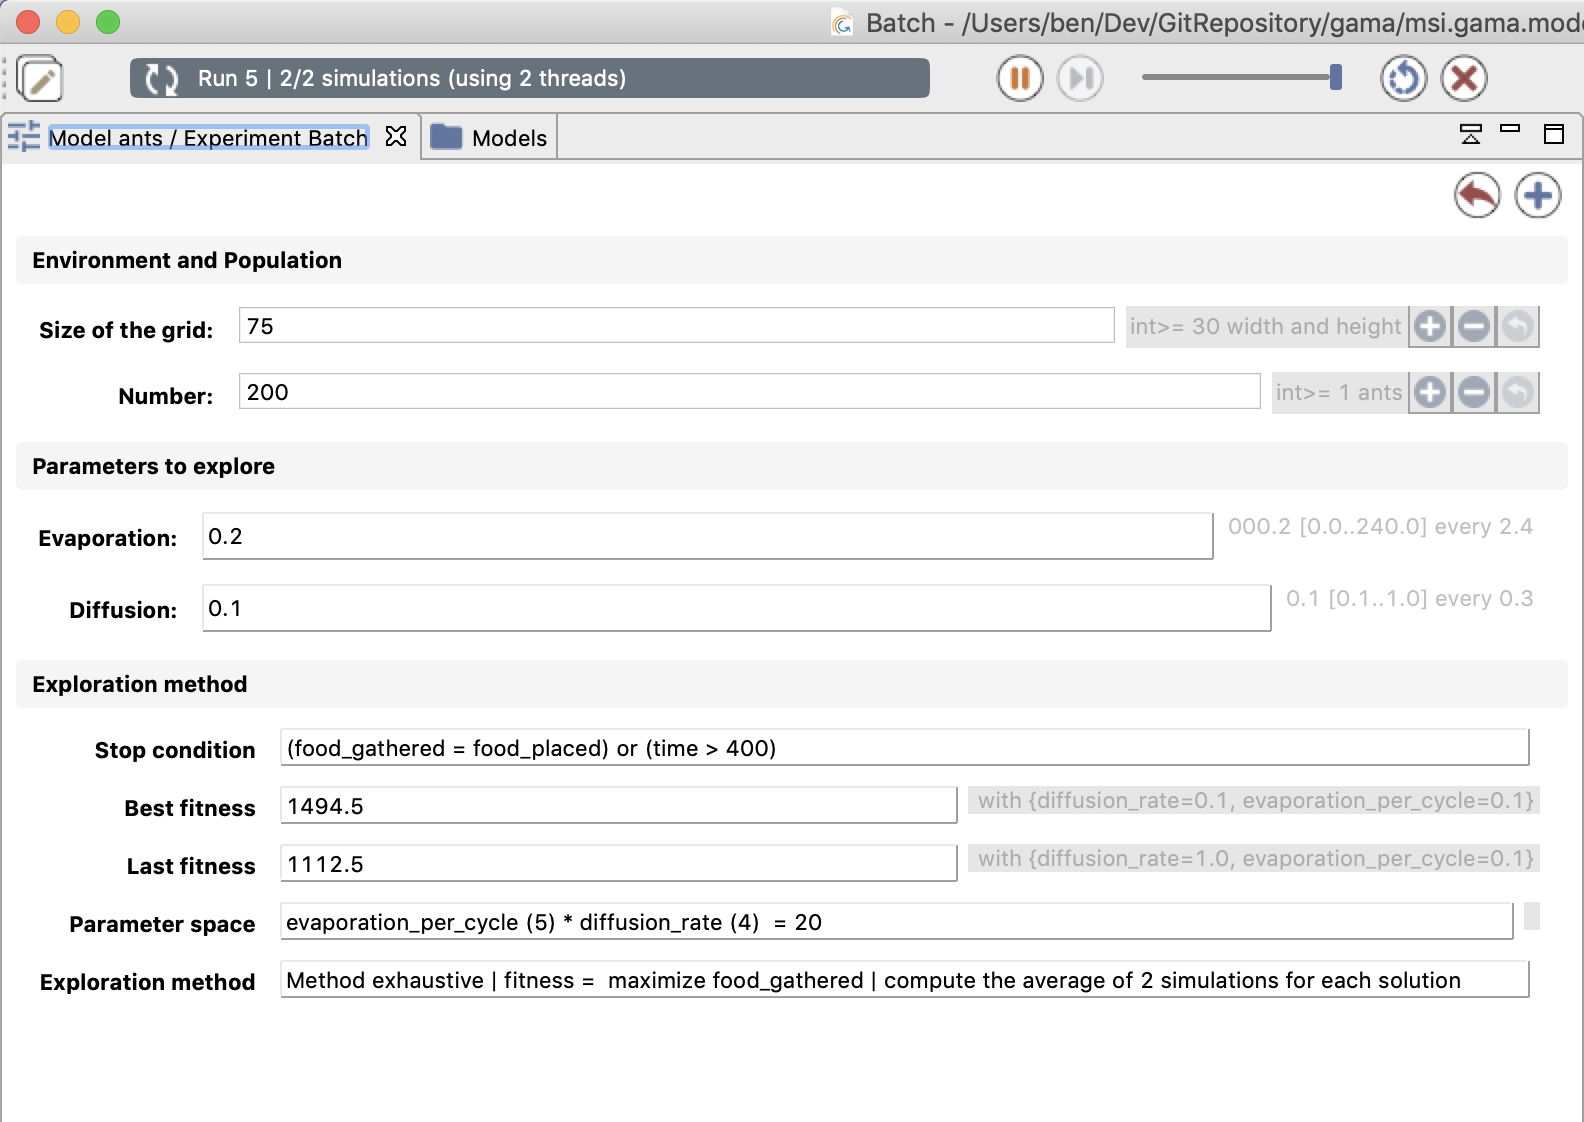 Batch - /Users/ben/Dev/GitRepository/gama/msi.gama.mod
Run 5 | 2/2 simulations (using 2 threads)
Model ants / Experiment Batch
Models
Environment and Population
Size of the grid: 75 int>= 30 width and height
Number: 200 int>= 1 ants
Parameters to explore
Evaporation: 0.2 000.2 [0.0..240.0] every 2.4
Diffusion: 0.1 0.1 [0.1..1.0] every 0.3
Exploration method
Stop condition (food_gathered = food_placed) or (time > 400)
Best fitness 1494.5 with {diffusion_rate=0.1, evaporation_per_cycle=0.1}
Last fitness 1112.5 with {diffusion_rate=1.0, evaporation_per_cycle=0.1}
Parameter space evaporation_per_cycle (5) * diffusion_rate (4)  = 20
Exploration method Method exhaustive | fitness =  maximize food_gathered | compute the average of 2 simulations for each solution